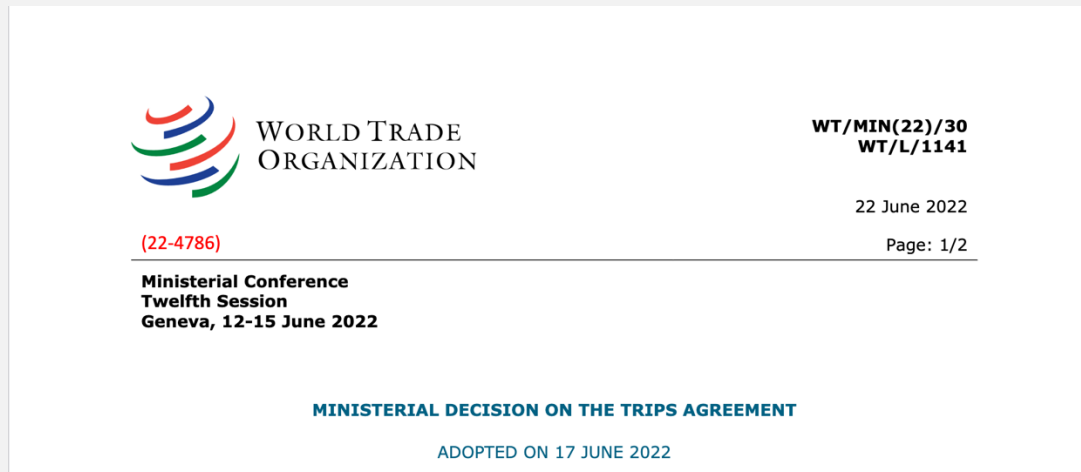 WORLD TRADE
ORGANIZATION
WT/MIN(22)/30
WT/L/1141
22 June 2022
(22-4786)
Page: 1/2
Ministerial Conference
Twelfth Session
Geneva, 12-15 June 2022
MINISTERIAL DECISION ON THE TRIPS AGREEMENT
ADOPTED ON 17 JUNE 2022